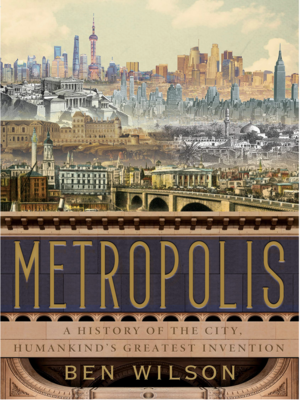 METROPOLIS
A HISTORY OF THE CITY,
HUMANKIND'S GREATEST INVENTION
BEN WILSON